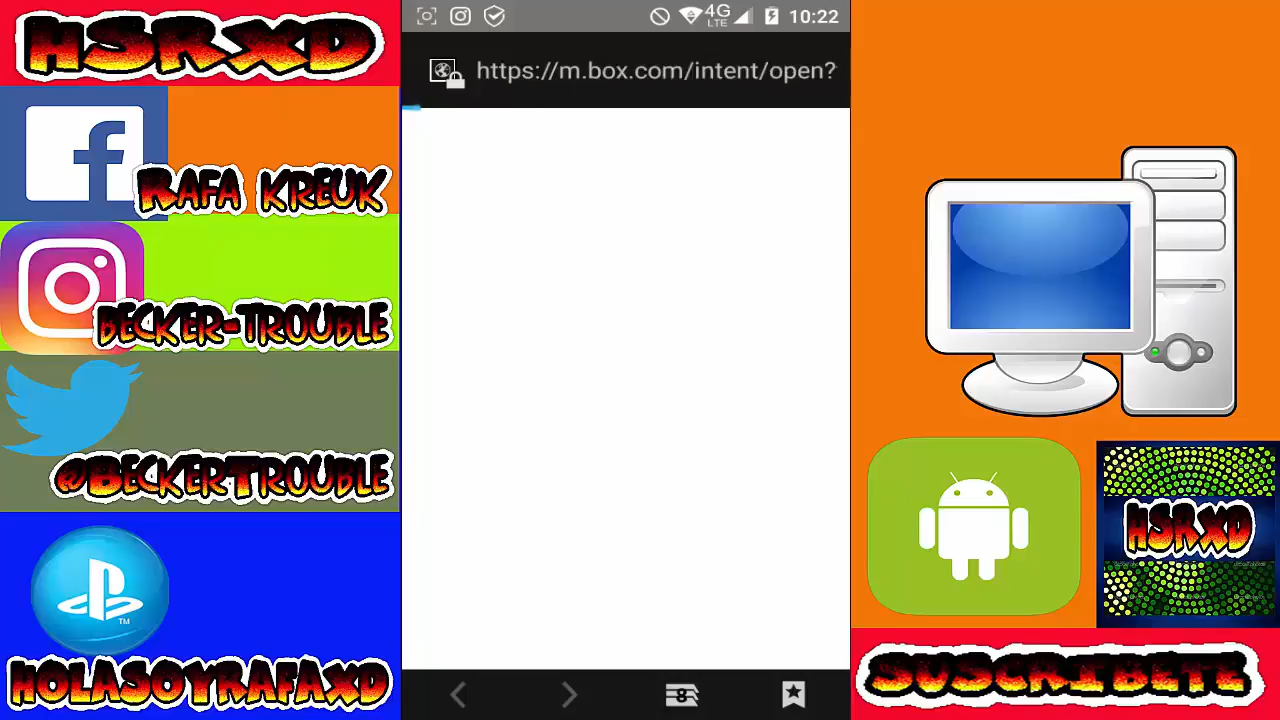 HSRXD
RAFA KREUK
BECKER-TROUBLE
@BECKERTROUBLE
TM
HOLASOYRAFAXD
4G
LTE
10:22
https://m.box.com/intent/open?
8
HSRXD
SUSCRIBETE